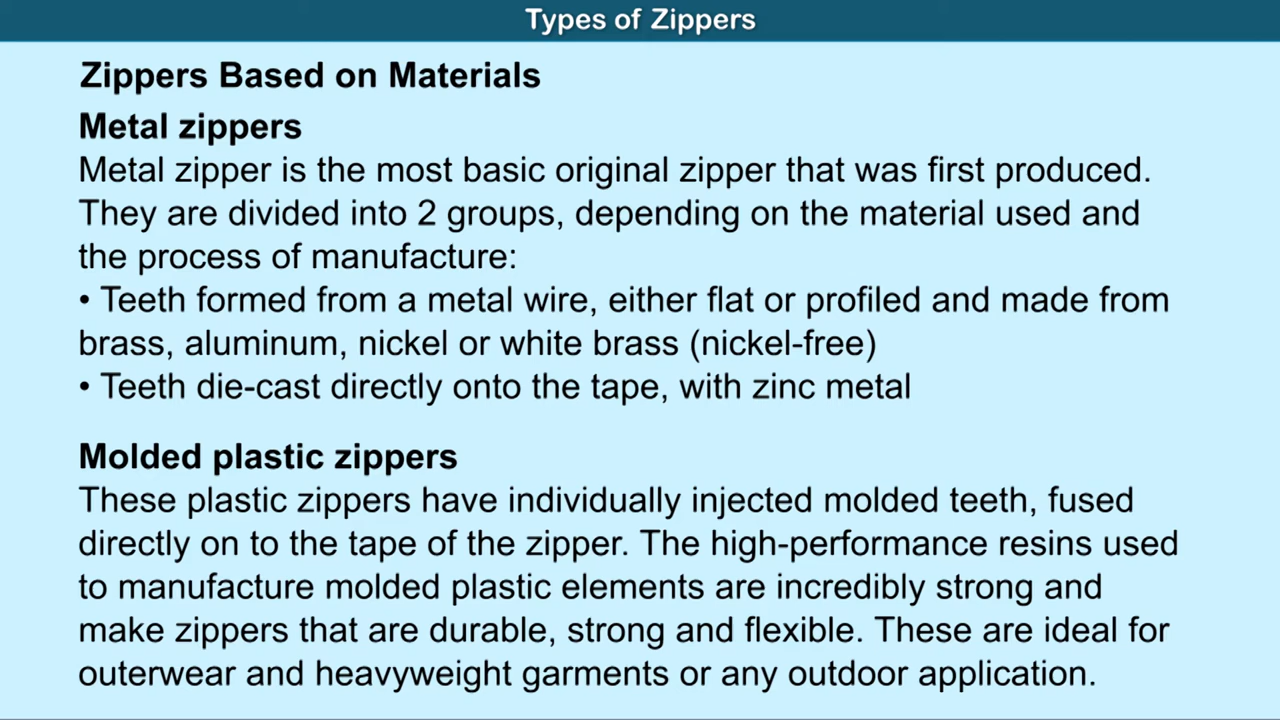 Types of Zippers
Zippers Based on Materials
Metal zippers
Metal zipper is the most basic original zipper that was first produced.
They are divided into 2 groups, depending on the material used and
the process of manufacture:
• Teeth formed from a metal wire, either flat or profiled and made from
brass, aluminum, nickel or white brass (nickel-free)
• Teeth die-cast directly onto the tape, with zinc metal
Molded plastic zippers
These plastic zippers have individually injected molded teeth, fused
directly on to the tape of the zipper. The high-performance resins used
to manufacture molded plastic elements are incredibly strong and
make zippers that are durable, strong and flexible. These are ideal for
outerwear and heavyweight garments or any outdoor application.